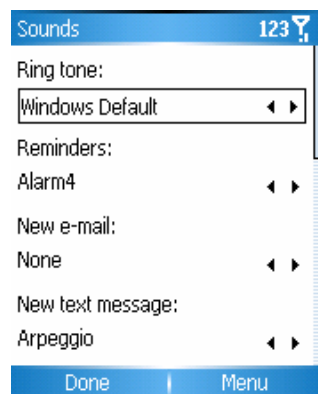 Sounds 123
Ring tone:
Windows Default
Reminders:
Alarm4
New e-mail:
None
New text message:
Arpeggio
Done Menu